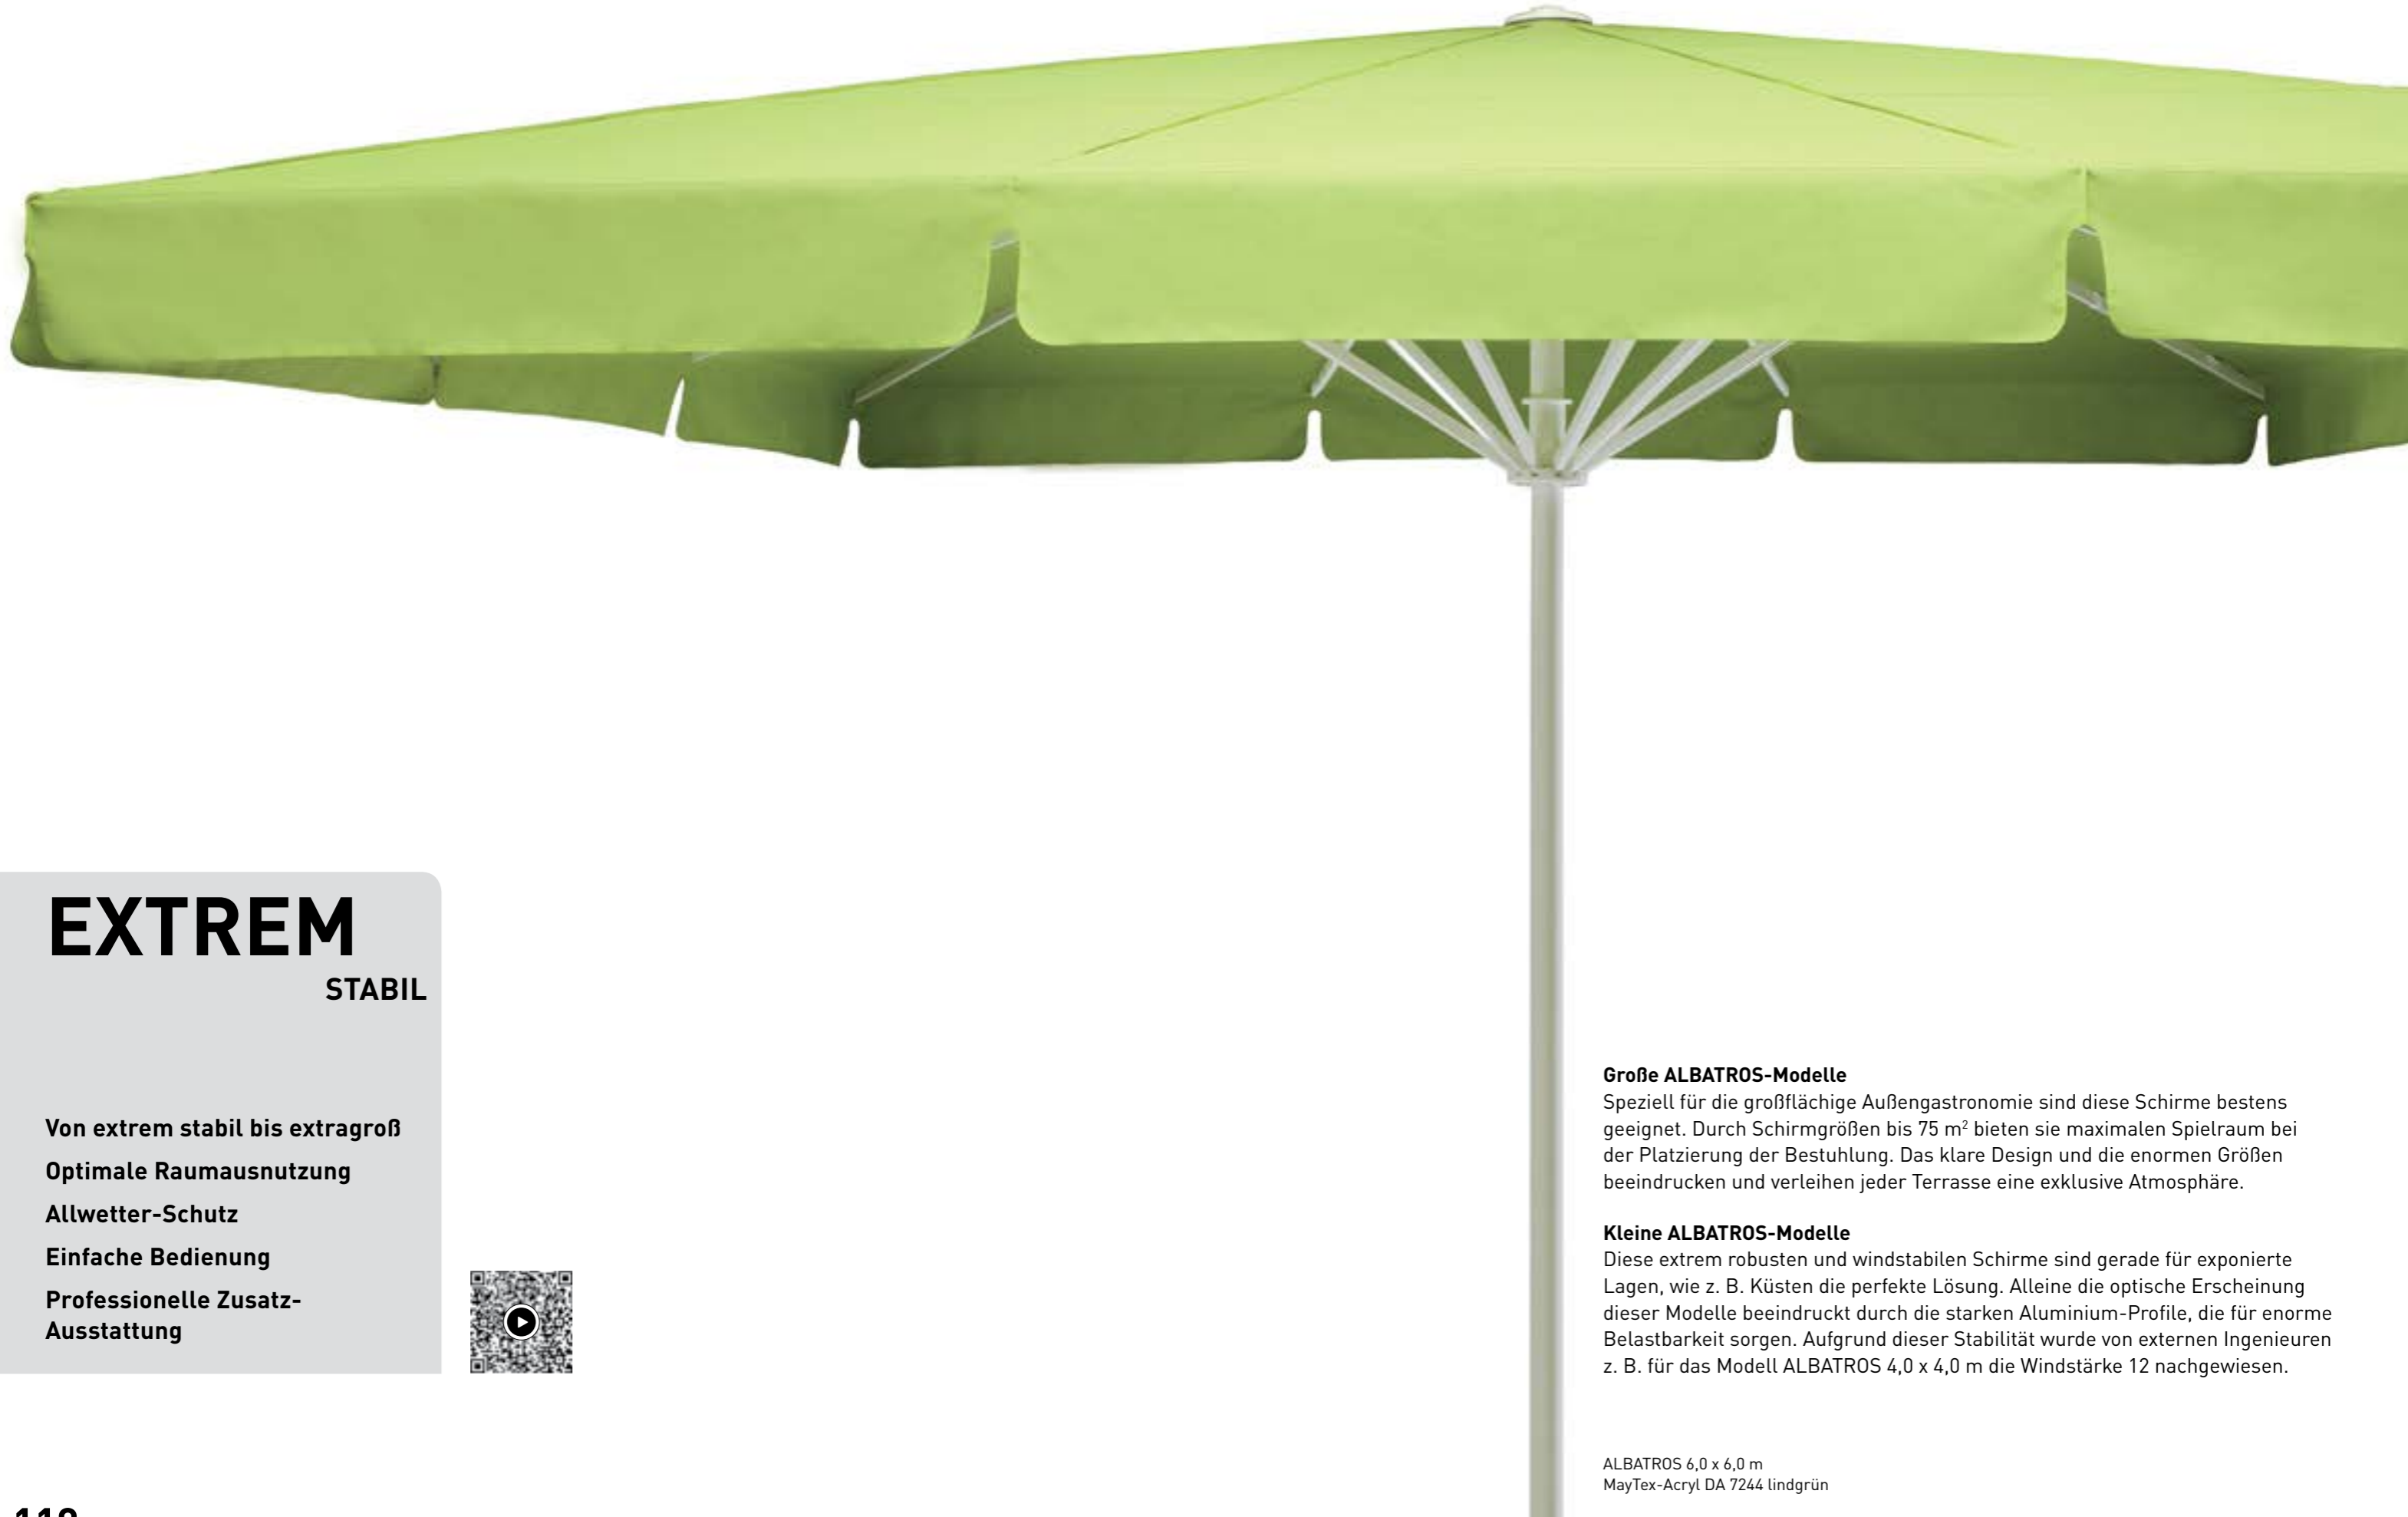 EXTREM
STABIL
Von extrem stabil bis extragroß
Optimale Raumausnutzung
Allwetter-Schutz
Einfache Bedienung
Professionelle Zusatz-
Ausstattung
Große ALBATROS-Modelle
Speziell für die großflächige Außengastronomie sind diese Schirme bestens
geeignet. Durch Schirmgrößen bis 75 m² bieten sie maximalen Spielraum bei
der Platzierung der Bestuhlung. Das klare Design und die enormen Größen
beeindrucken und verleihen jeder Terrasse eine exklusive Atmosphäre.
Kleine ALBATROS-Modelle
Diese extrem robusten und windstabilen Schirme sind gerade für exponierte
Lagen, wie z. B. Küsten die perfekte Lösung. Alleine die optische Erscheinung
dieser Modelle beeindruckt durch die starken Aluminium-Profile, die für enorme
Belastbarkeit sorgen. Aufgrund dieser Stabilität wurde von externen Ingenieuren
z. B. für das Modell ALBATROS 4,0 x 4,0 m die Windstärke 12 nachgewiesen.
ALBATROS 6,0 x 6,0 m
MayTex-Acryl DA 7244 lindgrün